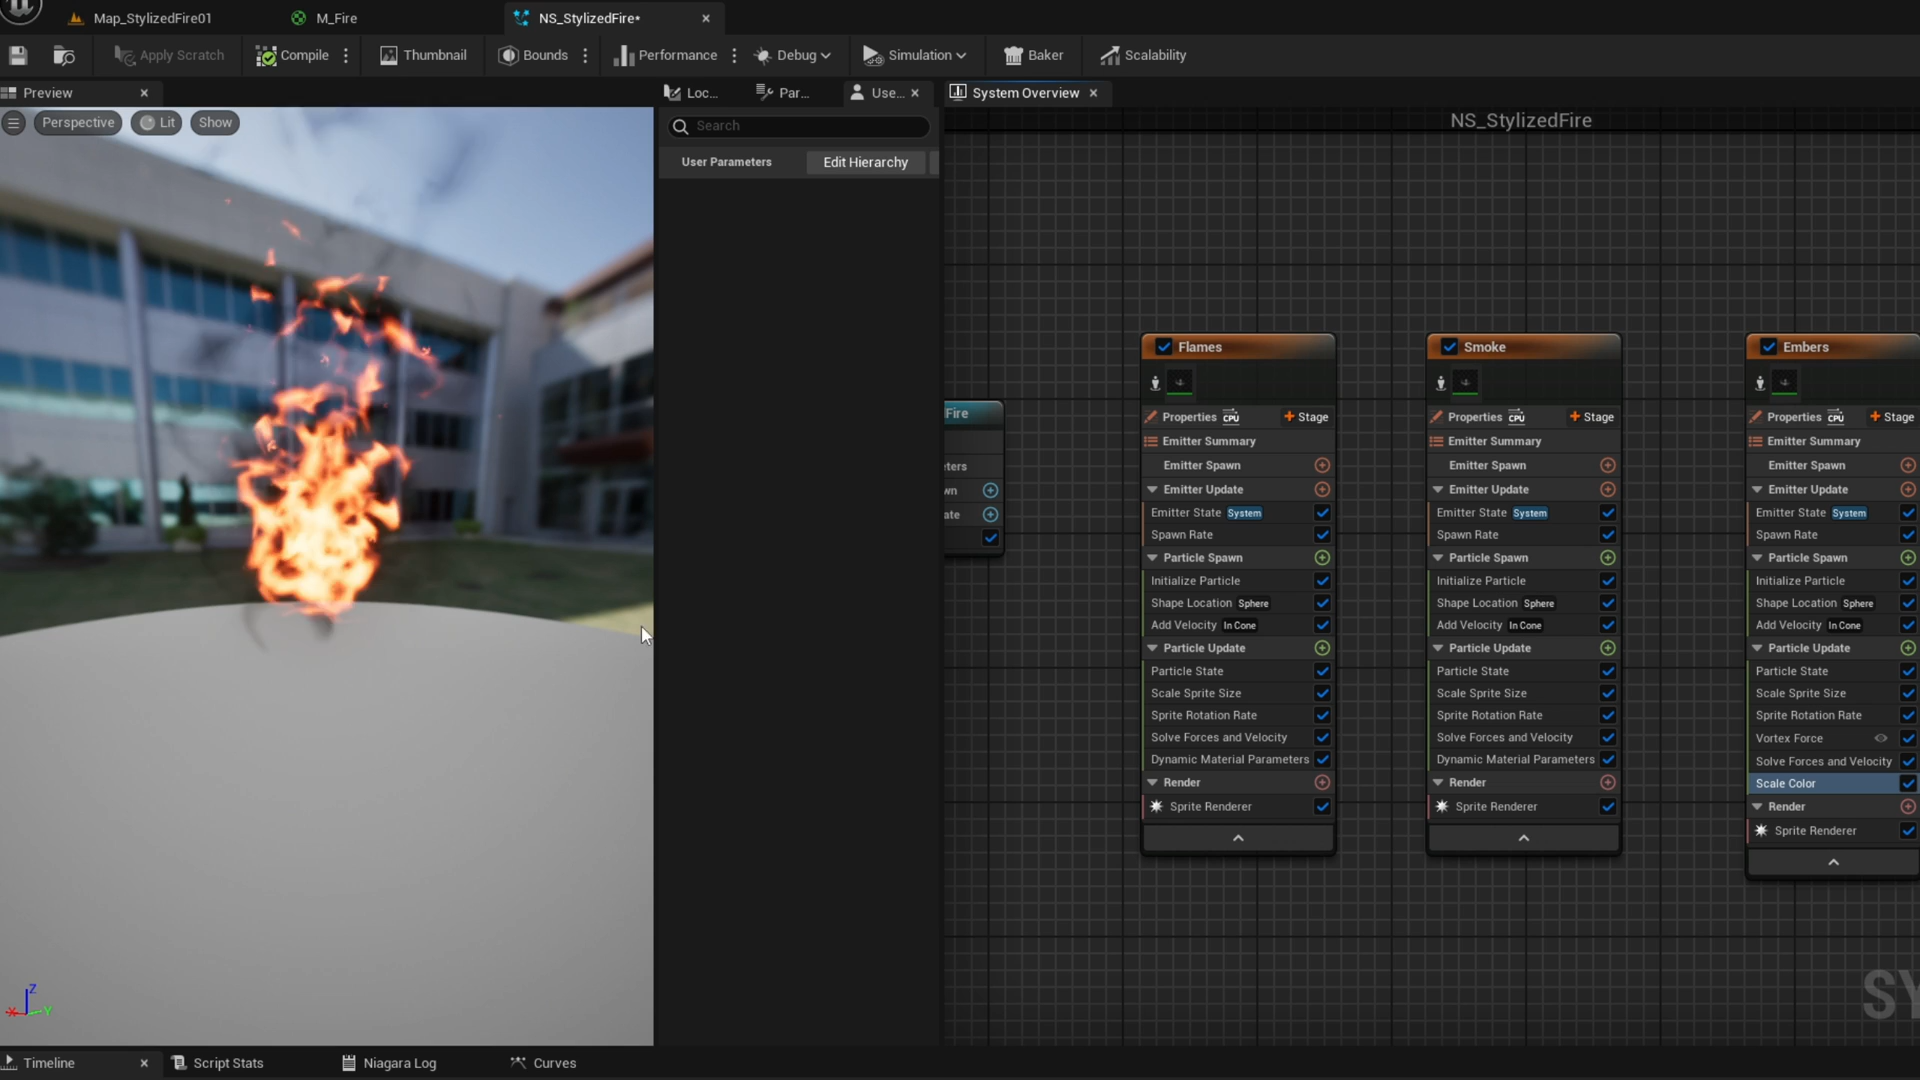 Map_StylizedFire01
M_Fire
NS_StylizedFire*
Apply Scratch
Compile
Thumbnail
Bounds
Performance
Debug
Simulation
Baker
Scalability
Preview
Loc...
Par...
Use...
System Overview
Perspective
Lit
Show
Search
User Parameters
Edit Hierarchy
NS_StylizedFire
Fire
Flames
Properties CPU + Stage
Emitter Summary
Emitter Spawn
Emitter Update
Emitter State System
Spawn Rate
Particle Spawn
Initialize Particle
Shape Location Sphere
Add Velocity In Cone
Particle Update
Particle State
Scale Sprite Size
Sprite Rotation Rate
Solve Forces and Velocity
Dynamic Material Parameters
Render
Sprite Renderer
Smoke
Properties CPU + Stage
Emitter Summary
Emitter Spawn
Emitter Update
Emitter State System
Spawn Rate
Particle Spawn
Initialize Particle
Shape Location Sphere
Add Velocity In Cone
Particle Update
Particle State
Scale Sprite Size
Sprite Rotation Rate
Solve Forces and Velocity
Dynamic Material Parameters
Render
Sprite Renderer
Embers
Properties CPU + Stage
Emitter Summary
Emitter Spawn
Emitter Update
Emitter State System
Spawn Rate
Particle Spawn
Initialize Particle
Shape Location Sphere
Add Velocity In Cone
Particle Update
Particle State
Scale Sprite Size
Sprite Rotation Rate
Vortex Force
Solve Forces and Velocity
Scale Color
Render
Sprite Renderer
SY
Z
X
Y
Timeline
Script Stats
Niagara Log
Curves